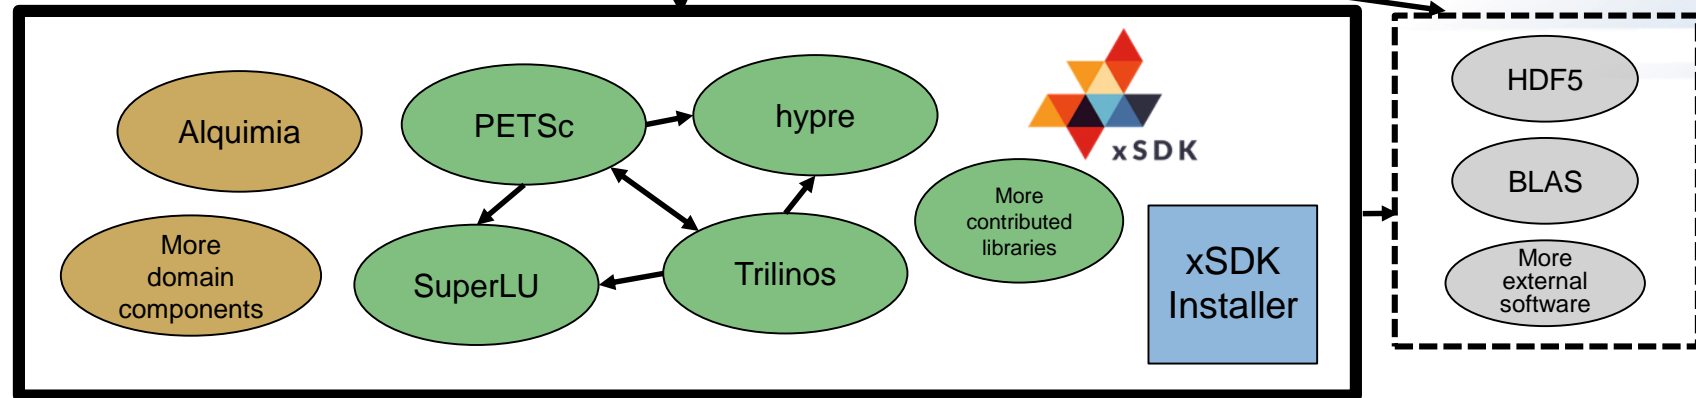 Alquimia
PETSc
hypre
xSDK
More
domain
components
SuperLU
Trilinos
More
contributed
libraries
xSDK
Installer
HDF5
BLAS
More
external
software